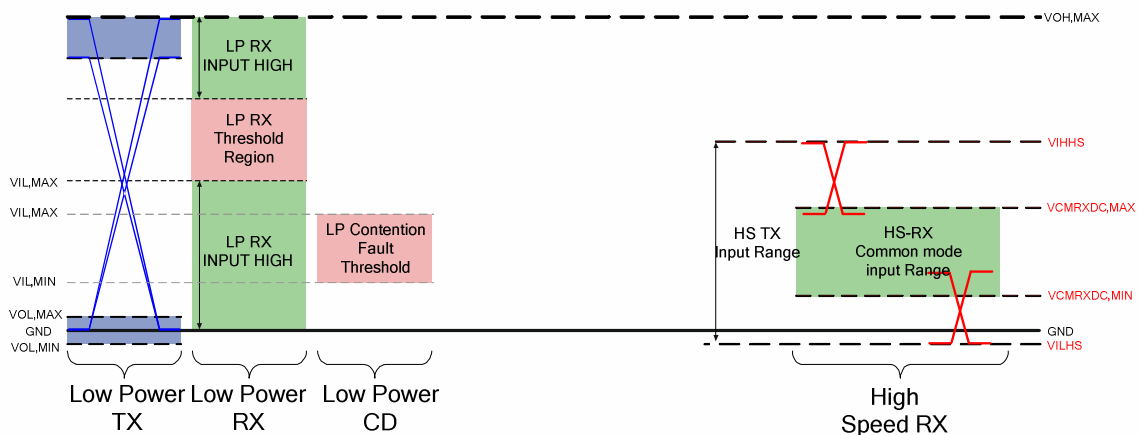 VOH,MAX
LP RX
INPUT HIGH
LP RX
Threshold
Region
VIHHS
VIL,MAX
VIL,MAX
VCMRXDC,MAX
LP RX
INPUT HIGH
LP Contention
Fault
Threshold
HS TX
Input Range
HS-RX
Common mode
input Range
VIL,MIN
VCMRXDC,MIN
VOL,MAX
GND
GND
VOL,MIN
VILHS
Low Power
TX
Low Power
RX
Low Power
CD
High
Speed RX